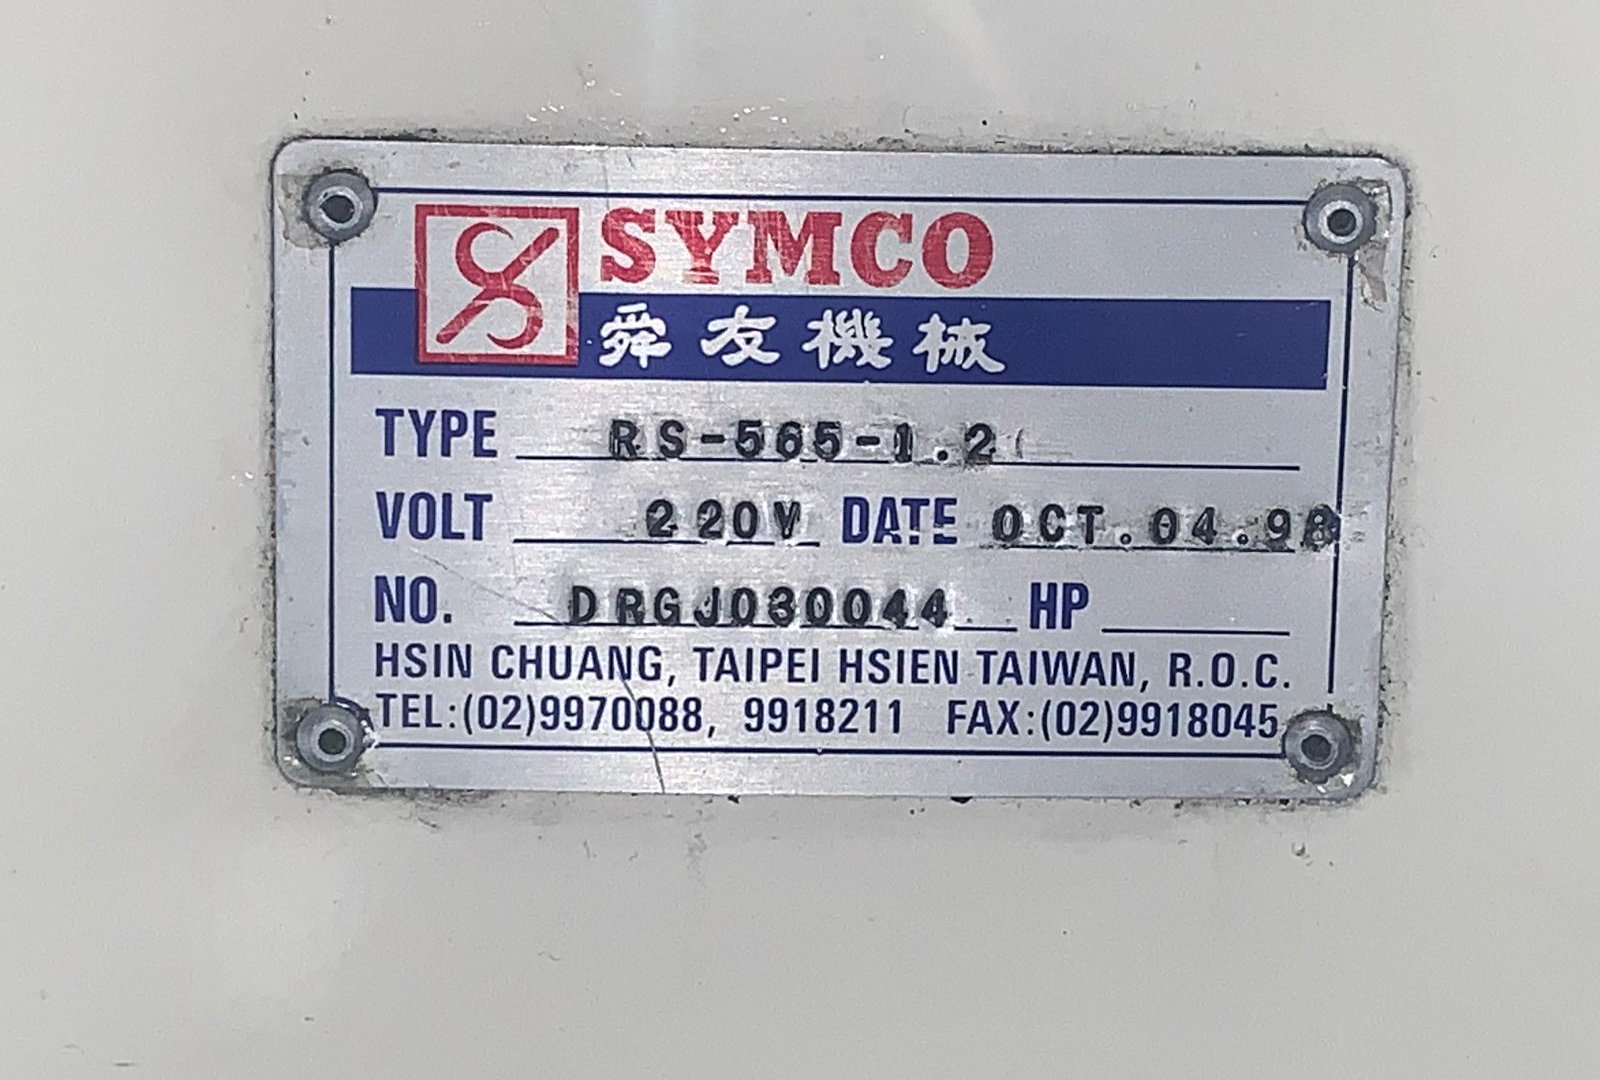 SYMCO
舜友機械
TYPE RS-565-1.2
VOLT 220V DATE OCT.04.98
NO. DRGJ030044 HP
HSIN CHUANG, TAIPEI HSIEN TAIWAN, R.O.C.
TEL:(02)9970088, 9918211 FAX:(02)9918045